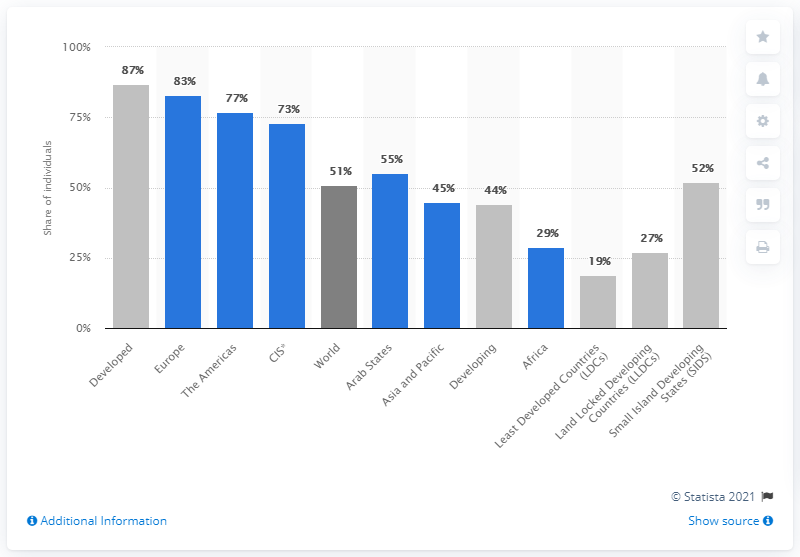 100%
75%
50%
25%
0%
Share of individuals
87%
83%
77%
73%
51%
55%
45%
44%
29%
19%
27%
52%
Developed
Europe
The Americas
CIS*
World
Arab States
Asia and Pacific
Developing
Africa
Least Developed Countries
(LDCs)
Land Locked Developing
Countries (LLDCs)
Small Island Developing
States (SIDS)
© Statista 2021
Additional Information
Show source